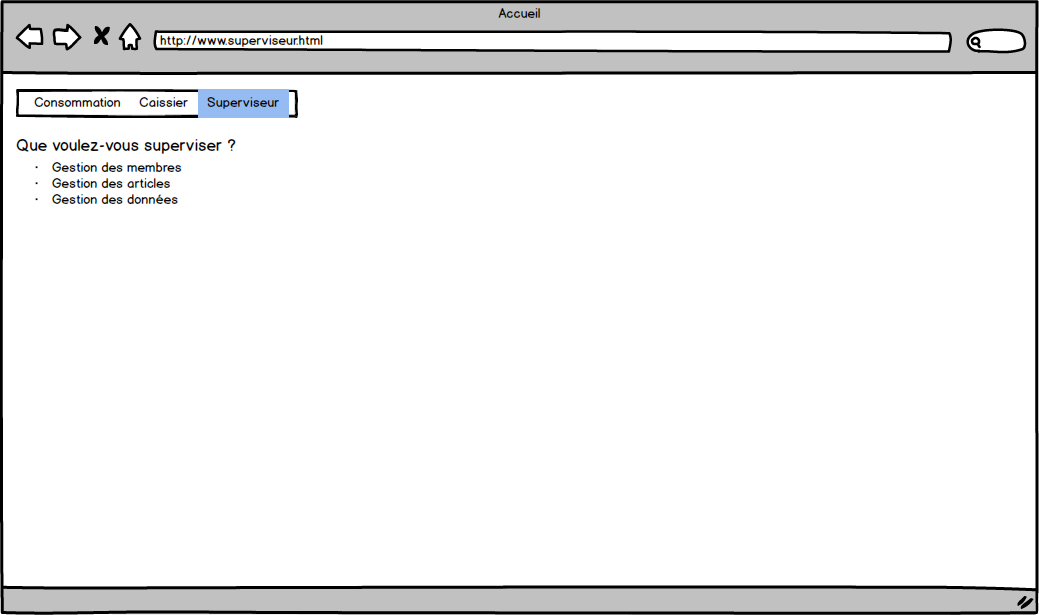 Accueil
http://www.superviseur.html
Consommation Caissier Superviseur
Que voulez-vous superviser ?
· Gestion des membres
· Gestion des articles
· Gestion des données